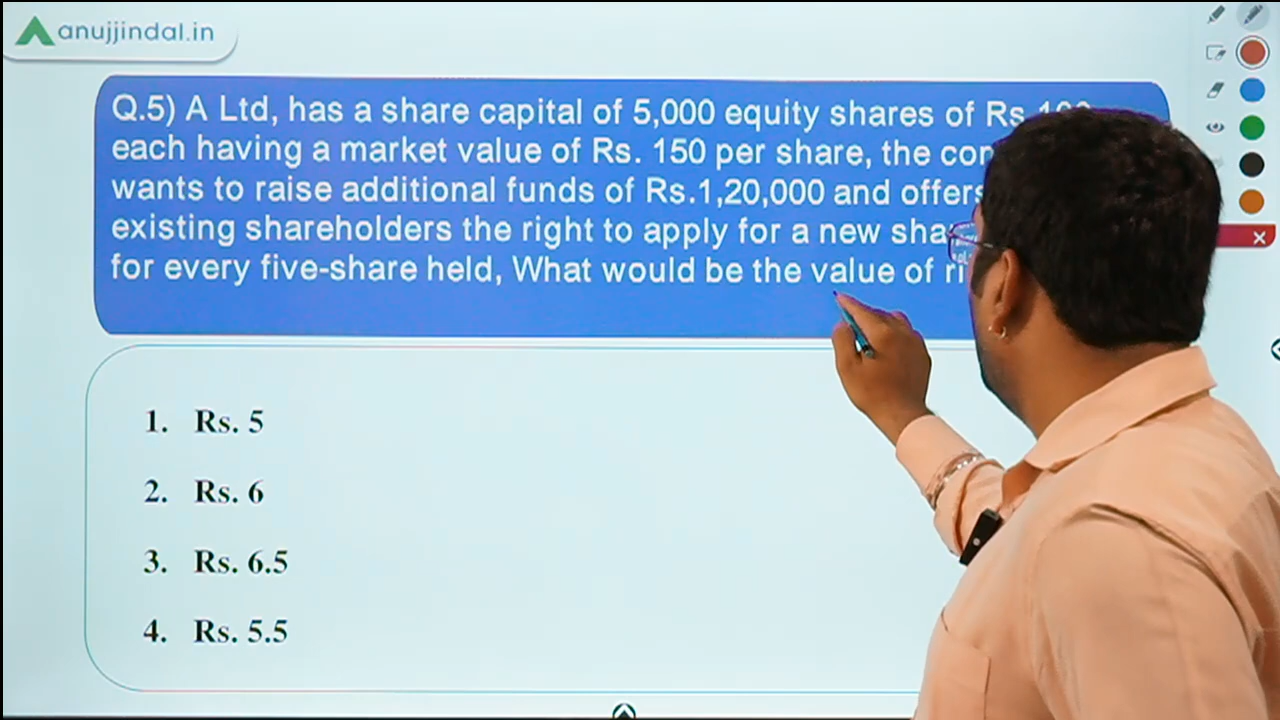 anujjindal.in
Q.5) A Ltd, has a share capital of 5,000 equity shares of Rs
each having a market value of Rs. 150 per share, the
wants to raise additional funds of Rs.1,20,000 and
existing shareholders the right to apply for a new
for every five-share held, What would be the value of
1. Rs. 5
2. Rs. 6
3. Rs. 6.5
4. Rs. 5.5